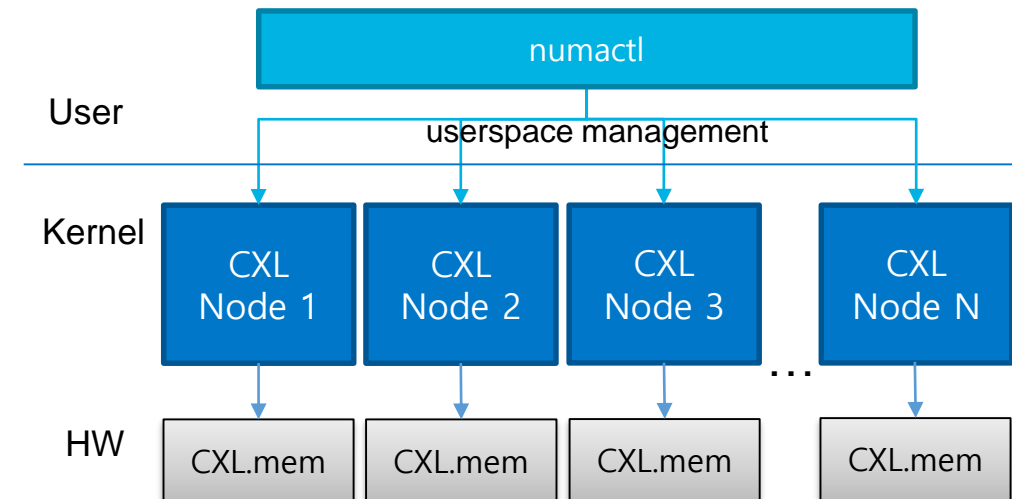 numactl
User
userspace management
Kernel
CXL
Node 1
CXL
Node 2
CXL
Node 3
...
CXL
Node N
HW
CXL.mem
CXL.mem
CXL.mem
CXL.mem